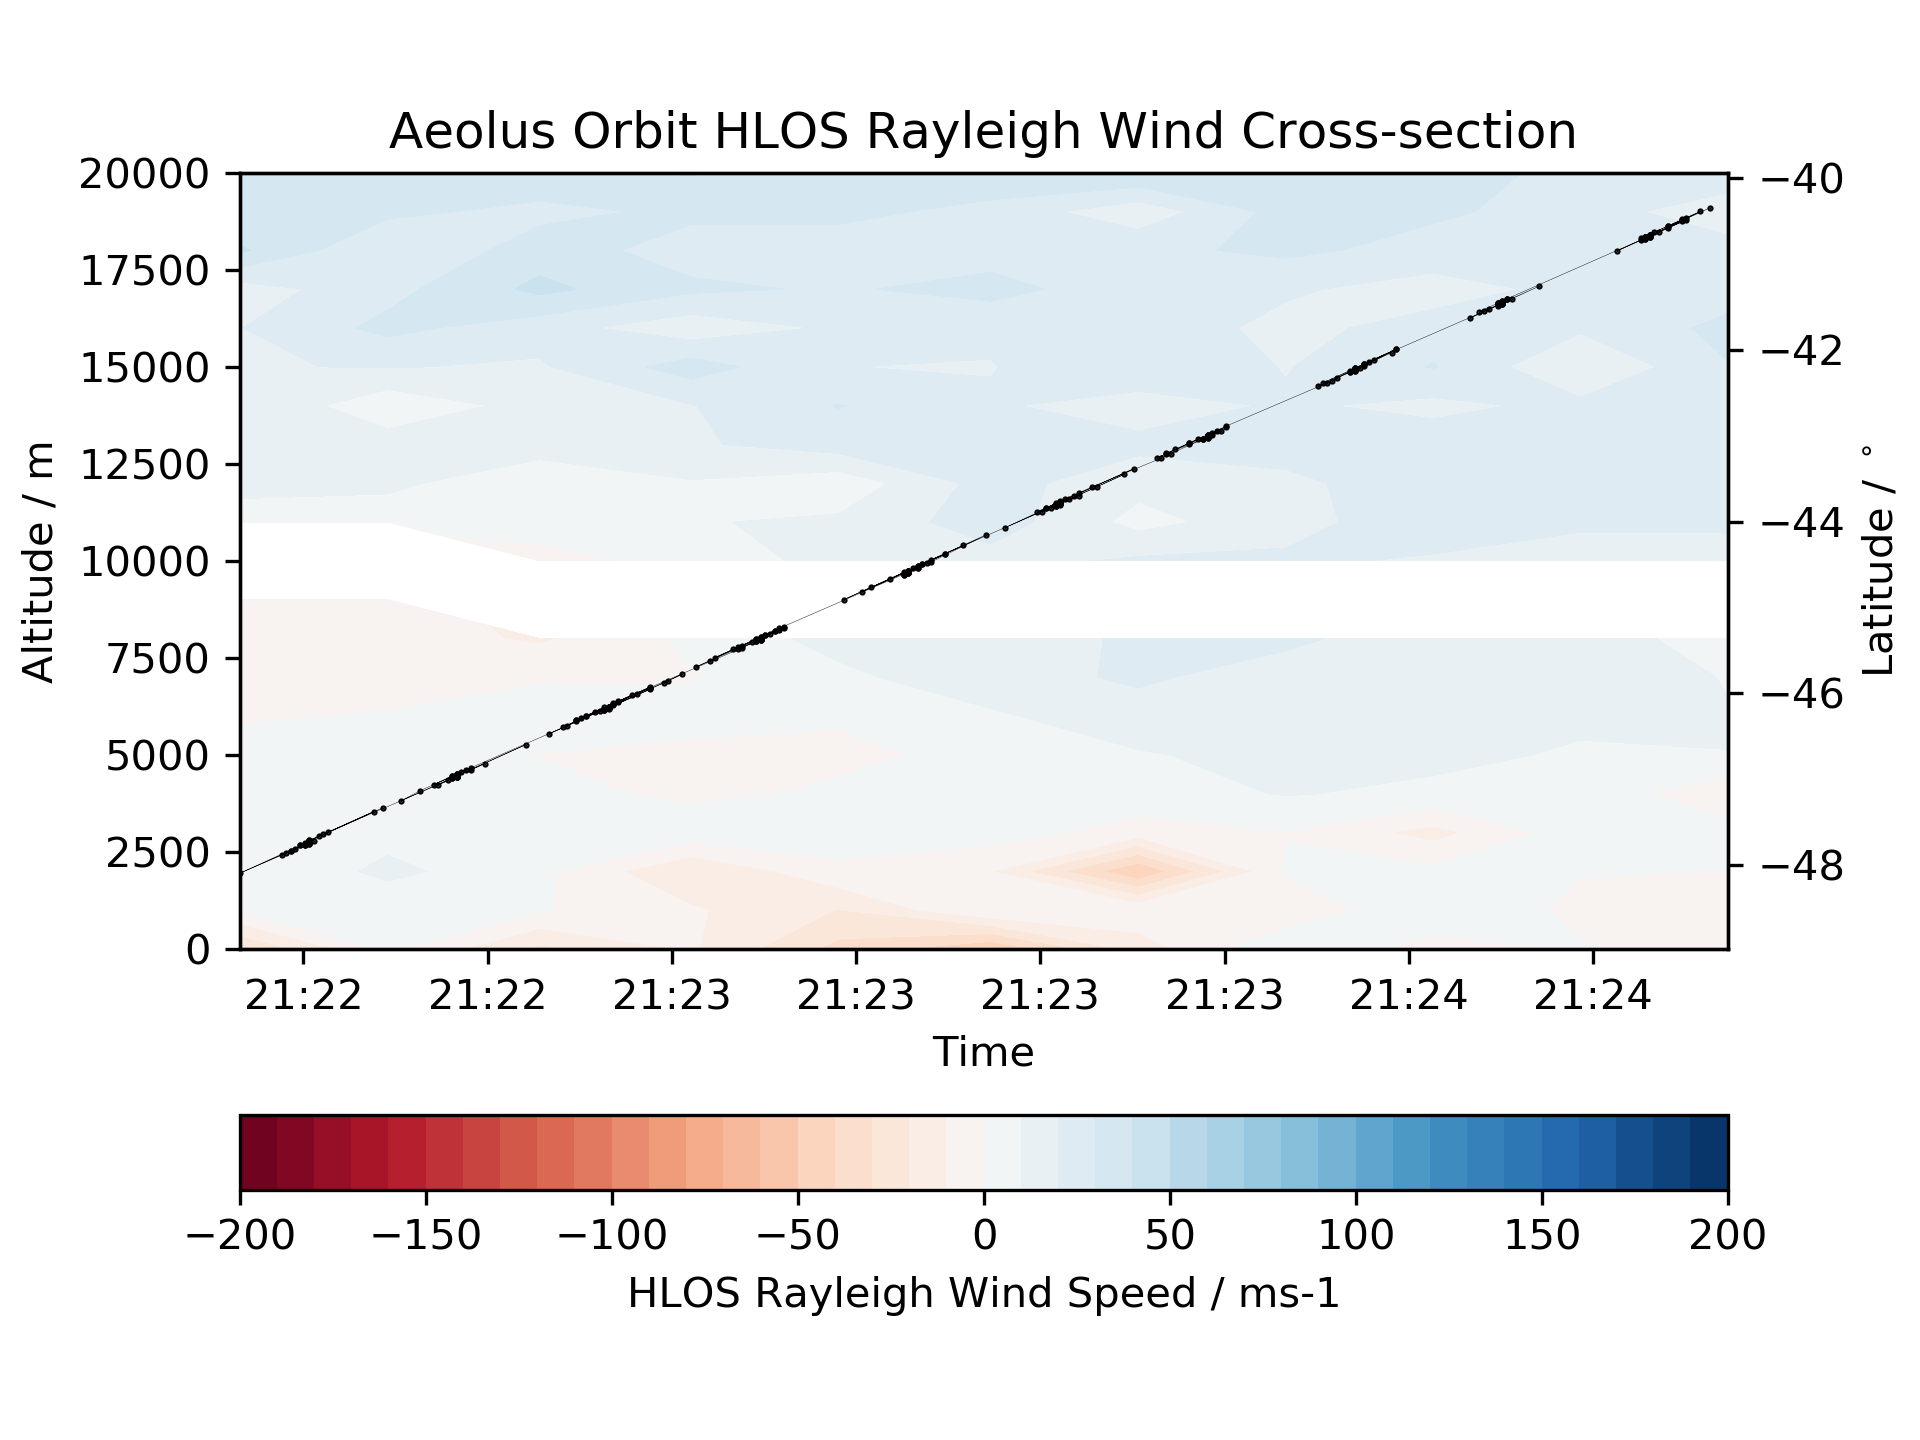 Aeolus Orbit HLOS Rayleigh Wind Cross-section
20000
17500
15000
12500
10000
7500
5000
2500
0
Altitude / m
−40
−42
−44
−46
−48
Latitude / °
21:22 21:22 21:23 21:23 21:23 21:23 21:24 21:24
Time
−200 −150 −100 −50 0 50 100 150 200
HLOS Rayleigh Wind Speed / ms-1